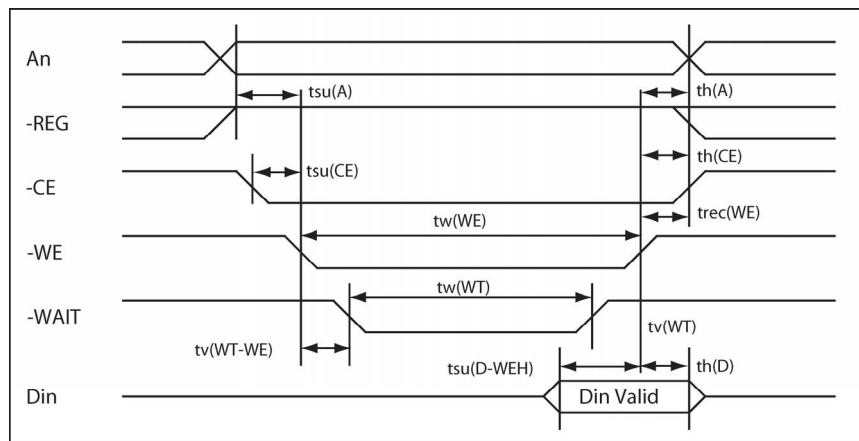 An
tsu(A)
th(A)
-REG
tsu(CE)
th(CE)
-CE
trec(WE)
tw(WE)
-WE
tw(WT)
-WAIT
tv(WT-WE)
tv(WT)
tsu(D-WEH)
th(D)
Din
Din Valid